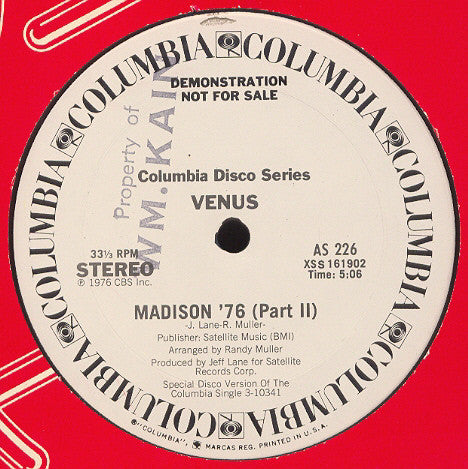 COLUMBIA COLUMBIA COLUMBIA COLUMBIA COLUMBIA COLUMBIA
DEMONSTRATION
NOT FOR SALE
Property of
WM. KAIN
Columbia Disco Series
VENUS
33⅓ RPM
STEREO
℗ 1976 CBS Inc.
AS 226
XSS 161902
Time: 5:06
MADISON '76 (Part II)
-J. Lane-R. Muller-
Publisher: Satellite Music (BMI)
Arranged by Randy Muller
Produced by Jeff Lane for Satellite
Records Corp.
Special Disco Version Of The
Columbia Single 3-10341
®"COLUMBIA", MARCAS REG. PRINTED IN U.S.A.